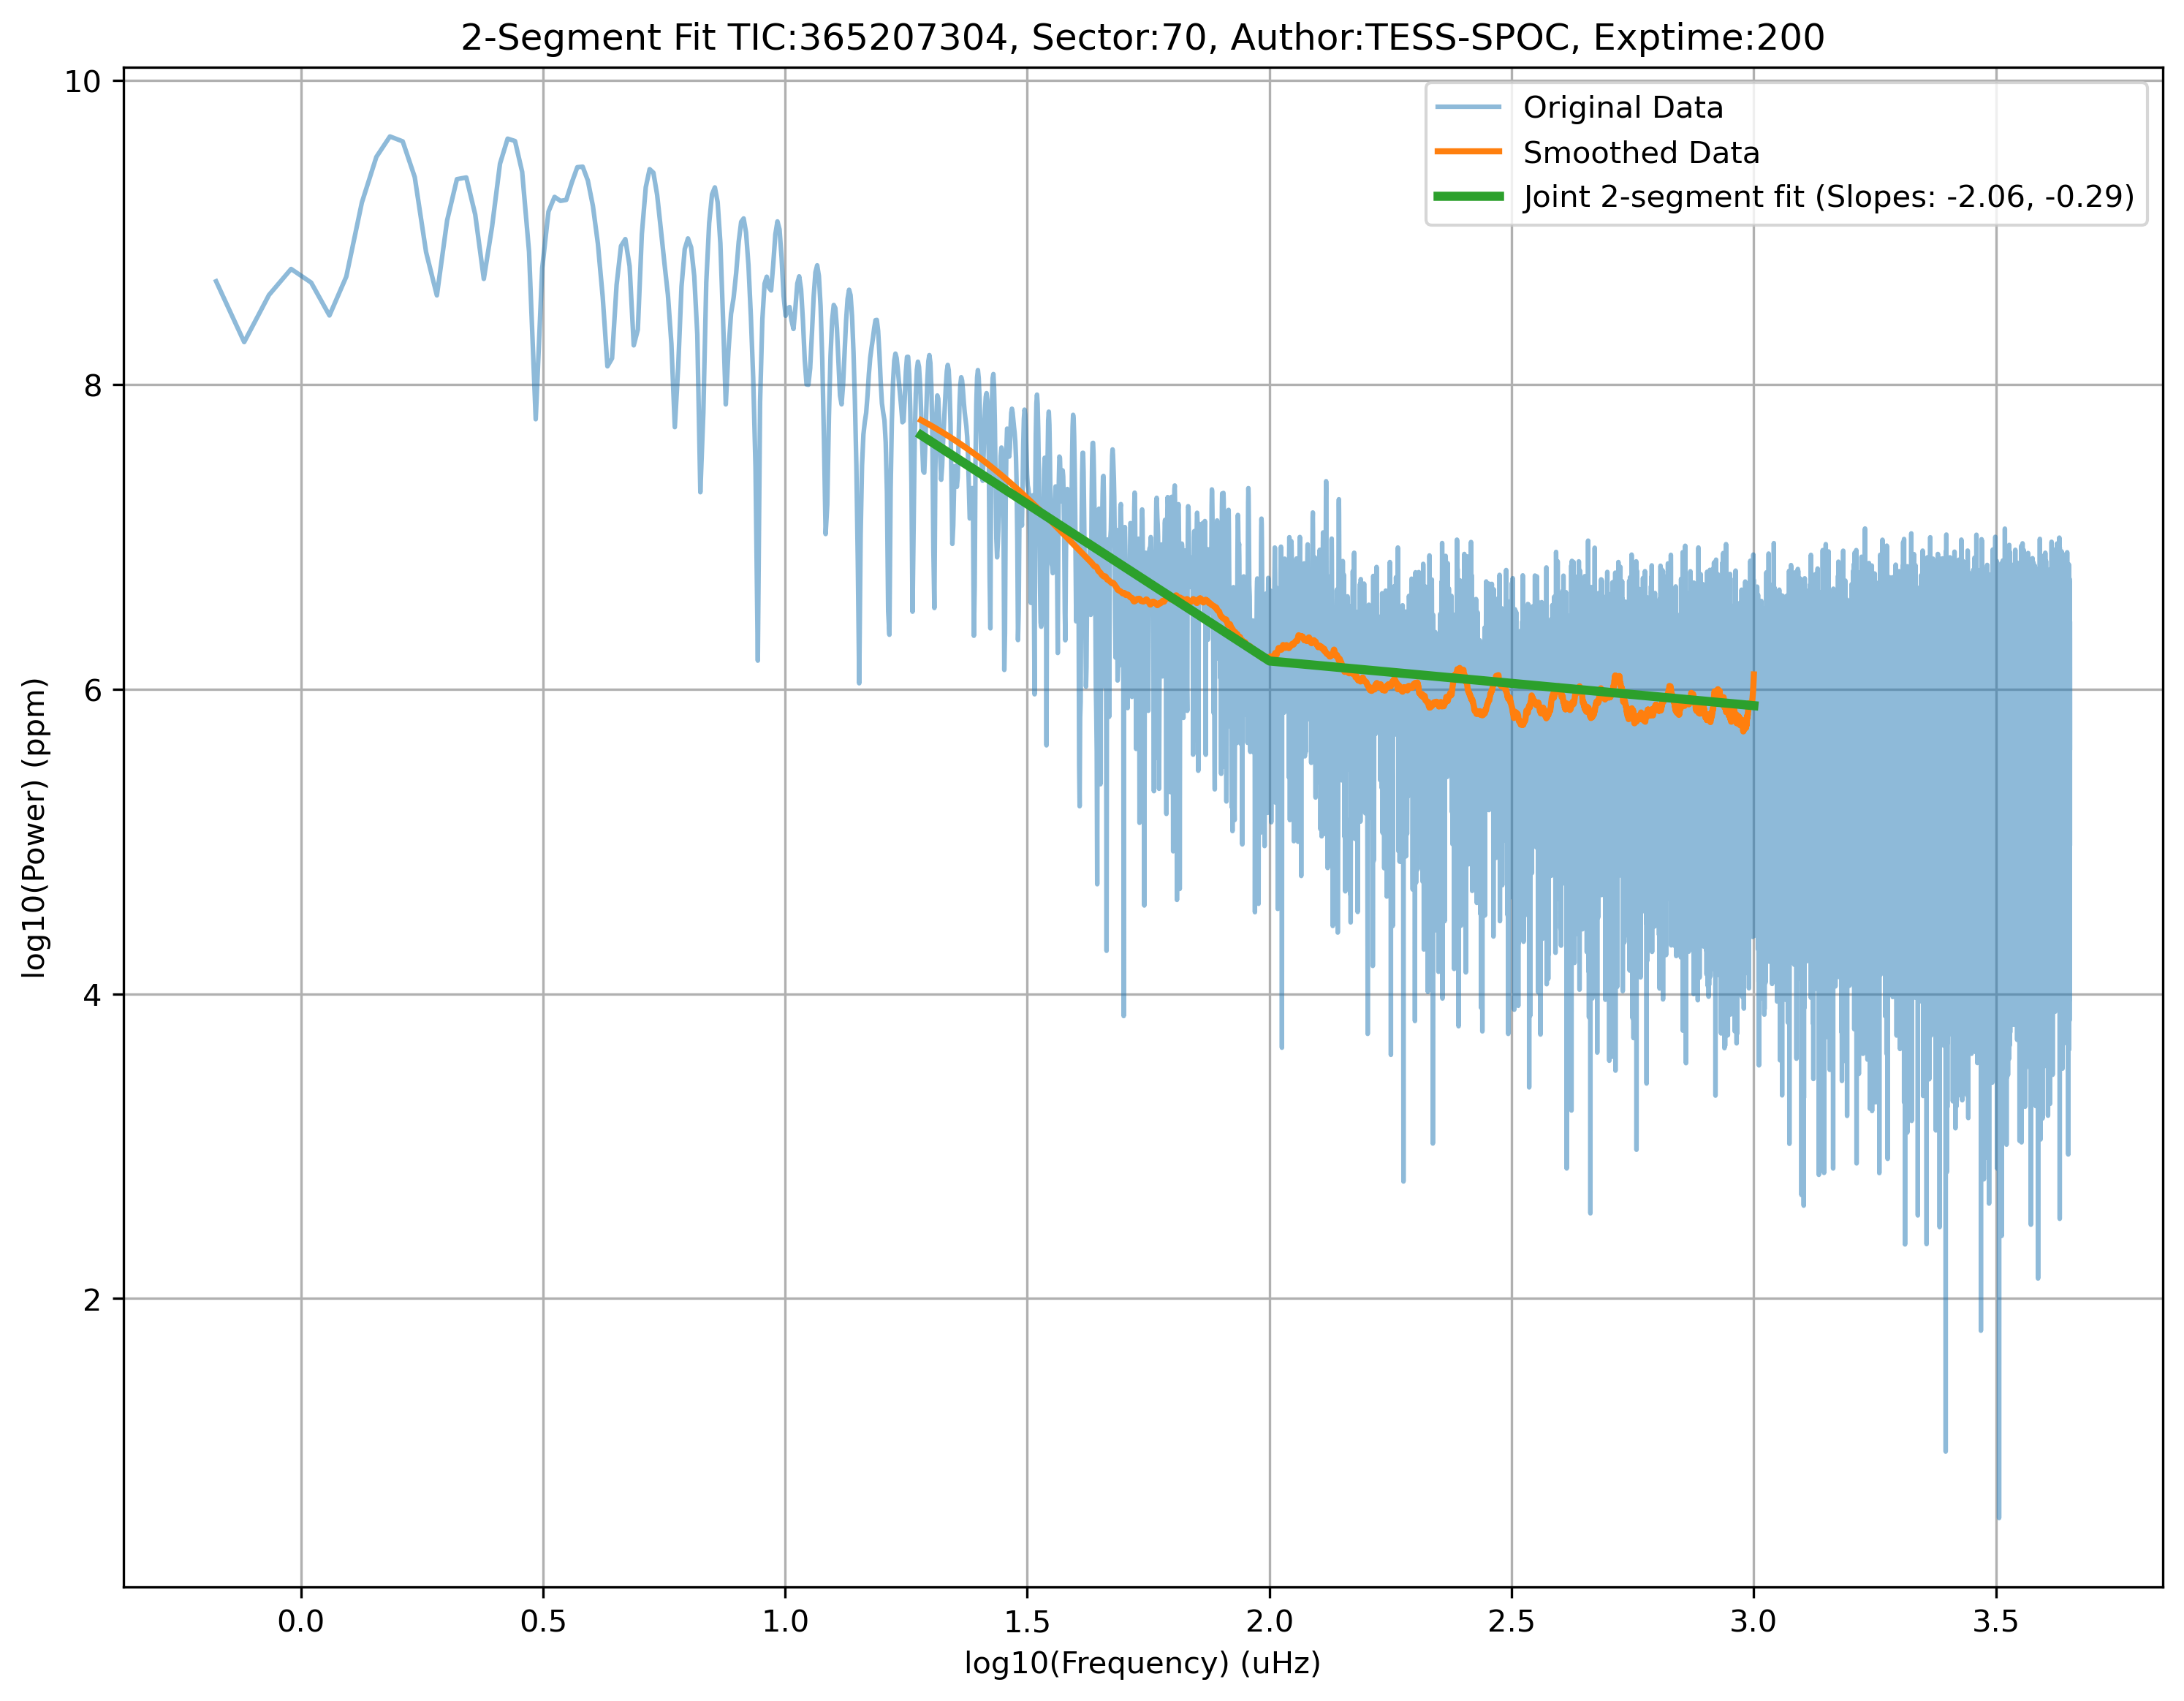 2-Segment Fit TIC:365207304, Sector:70, Author:TESS-SPOC, Exptime:200
Original Data
Smoothed Data
Joint 2-segment fit (Slopes: -2.06, -0.29)
log10(Power) (ppm)
10
8
6
4
2
0.0 0.5 1.0 1.5 2.0 2.5 3.0 3.5
log10(Frequency) (uHz)